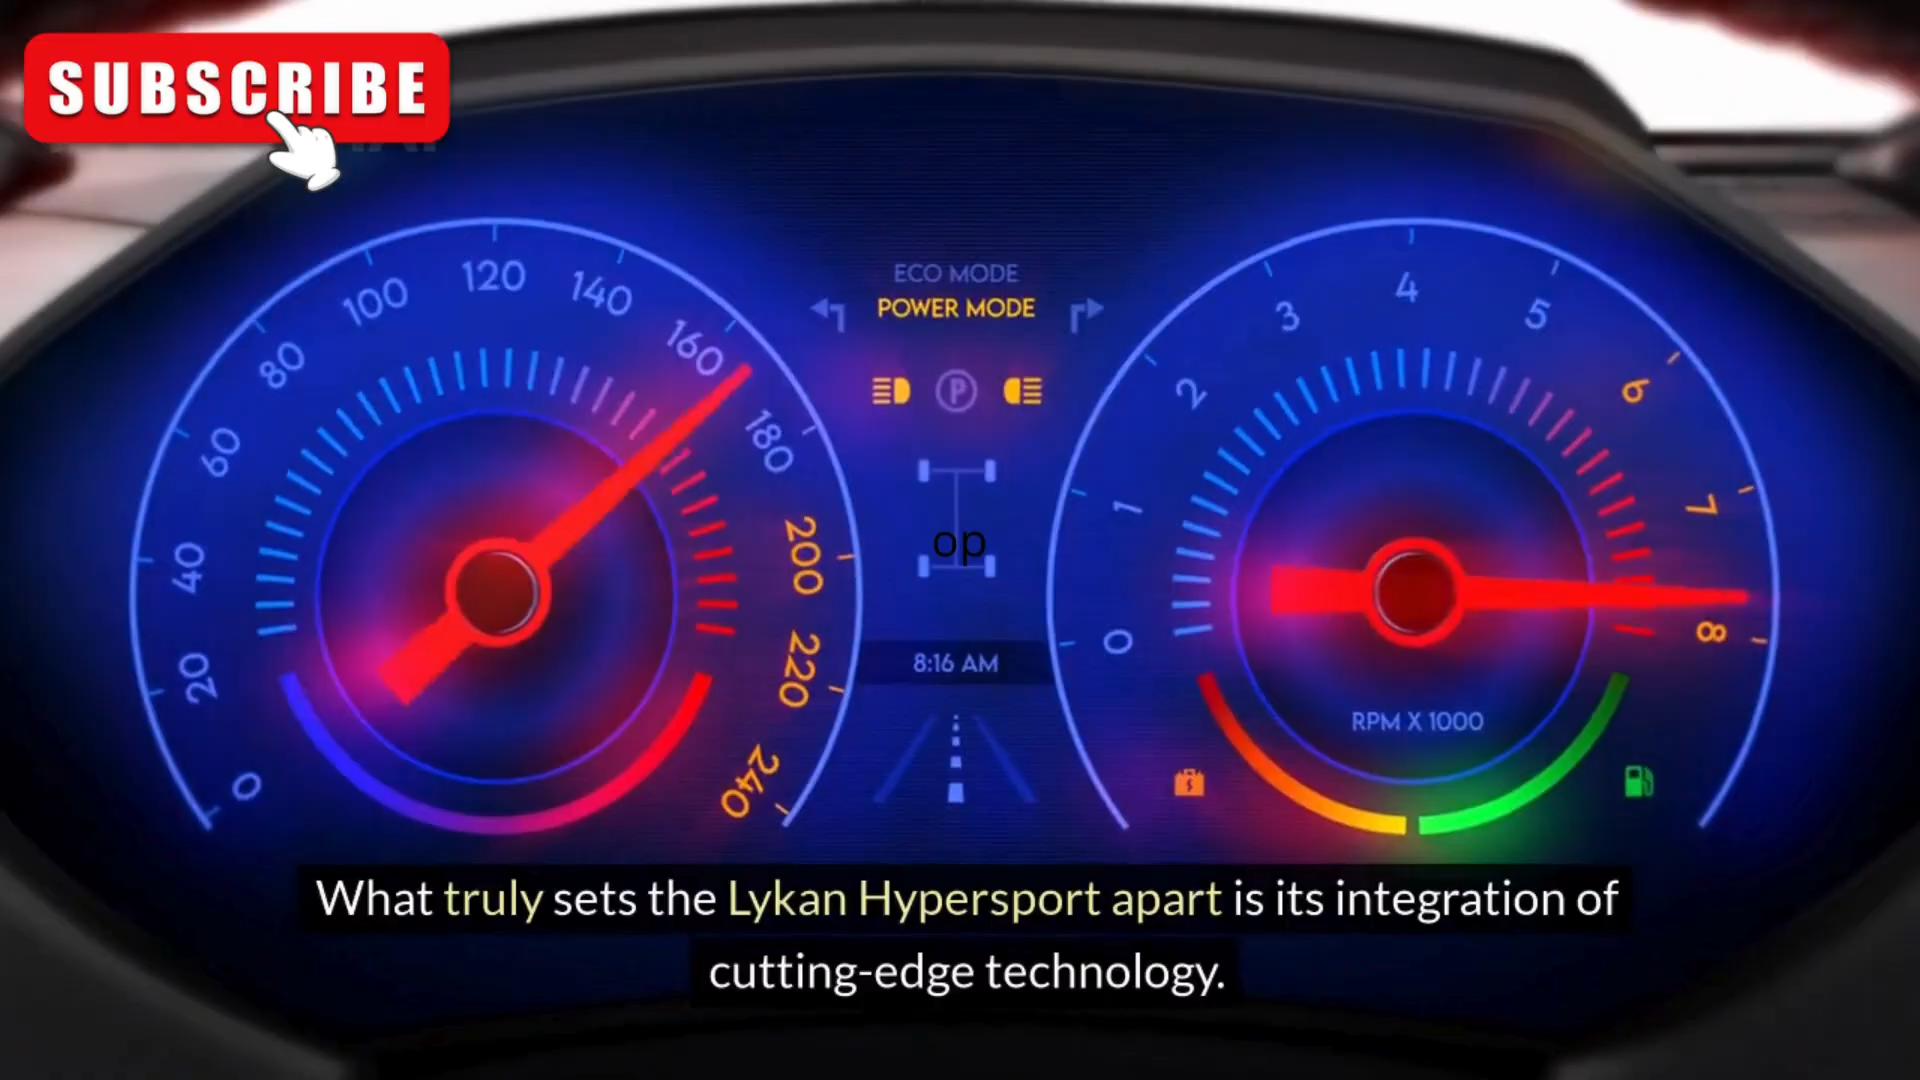 SUBSCRIBE
ECO MODE
POWER MODE
P
0 20 40 60 80 100 120 140 160 180 200 220 240
0 1 2 3 4 5 6 7 8
op
8:16 AM
RPM X 1000
What truly sets the Lykan Hypersport apart is its integration of
cutting-edge technology.